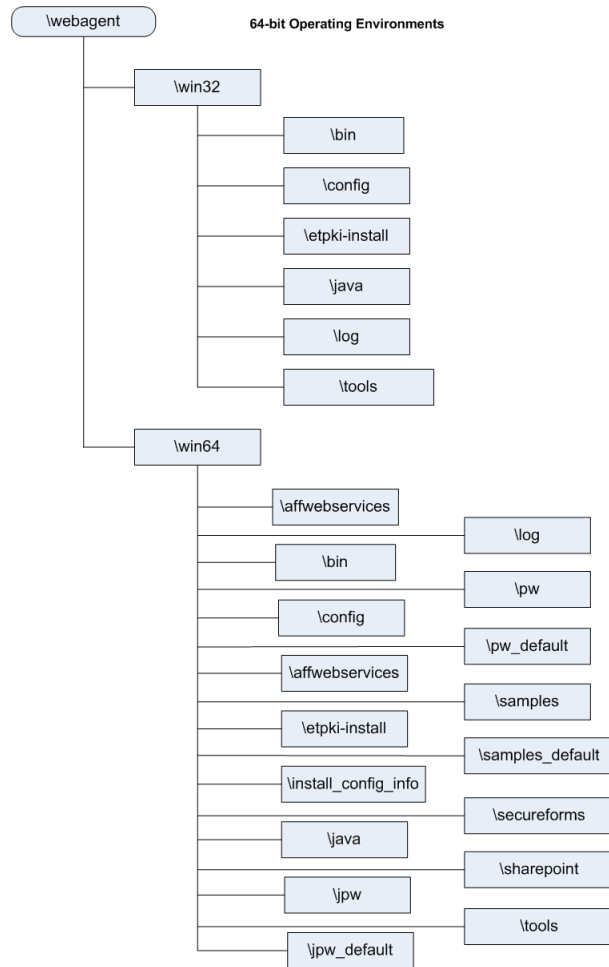 \webagent
64-bit Operating Environments
\win32
\bin
\config
\etpki-install
\java
\log
\tools
\win64
\affwebservices
\log
\bin
\pw
\config
\pw_default
\affwebservices
\samples
\etpki-install
\samples_default
\install_config_info
\secureforms
\java
\sharepoint
\jpw
\tools
\jpw_default